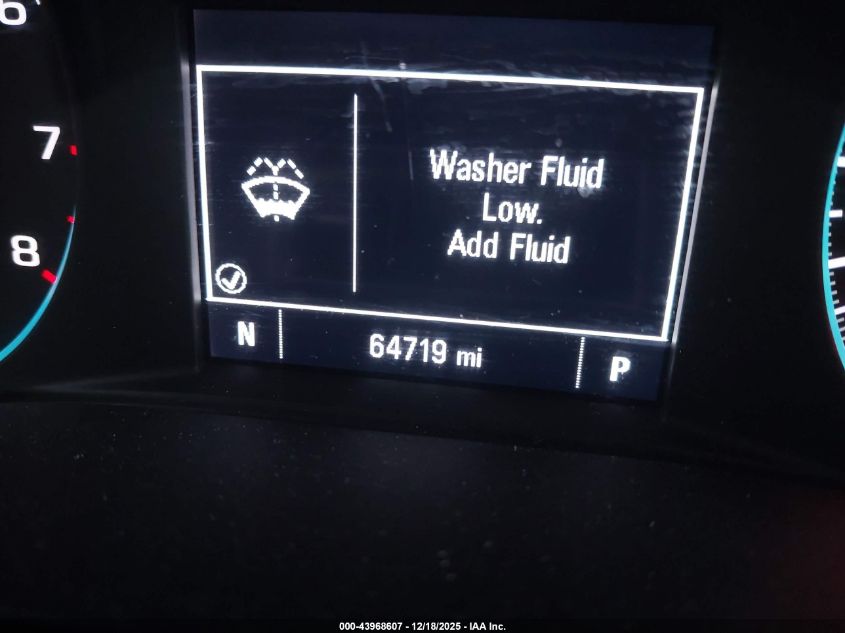 6
7
8
Washer Fluid
Low.
Add Fluid
N
64719 mi
P
000-43968607 - 12/18/2025 - IAA Inc.